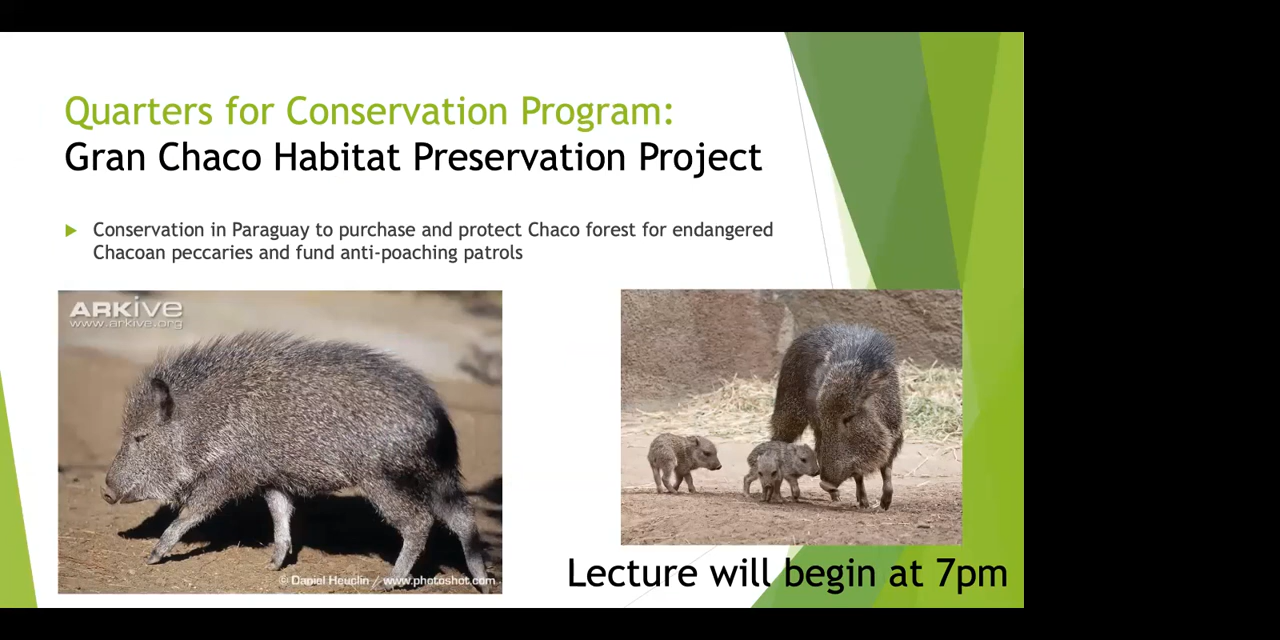 Quarters for Conservation Program:
Gran Chaco Habitat Preservation Project
Conservation in Paraguay to purchase and protect Chaco forest for endangered
Chacoan peccaries and fund anti-poaching patrols
ARKive
www.arkive.org
© Daniel Heuclin / www.photoshot.com
Lecture will begin at 7pm